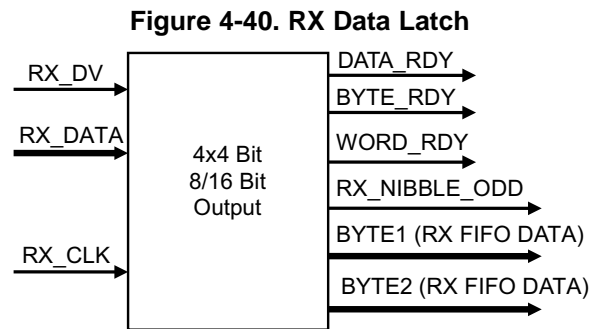 Figure 4-40. RX Data Latch
RX_DV
RX_DATA
RX_CLK
4x4 Bit
8/16 Bit
Output
DATA_RDY
BYTE_RDY
WORD_RDY
RX_NIBBLE_ODD
BYTE1 (RX FIFO DATA)
BYTE2 (RX FIFO DATA)